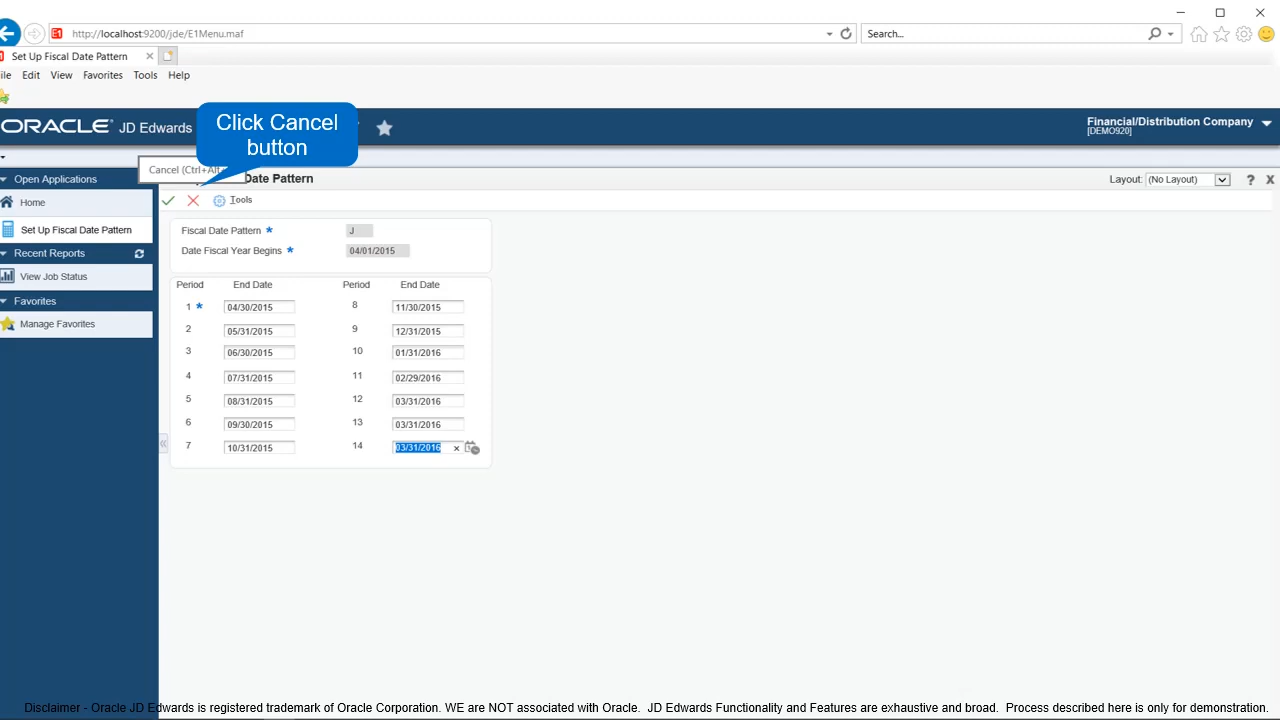 http://localhost:9200/jde/E1Menu.maf
Search...
Set Up Fiscal Date Pattern
ile Edit View Favorites Tools Help
Click Cancel
button
ORACLE JD Edwards
Financial/Distribution Company
[DEMO920]
Cancel (Ctrl+Alt
Date Pattern
Layout: (No Layout)
Open Applications
Home
Set Up Fiscal Date Pattern
Recent Reports
View Job Status
Favorites
Manage Favorites
Tools
Fiscal Date Pattern * J
Date Fiscal Year Begins * 04/01/2015
Period End Date Period End Date
1 * 04/30/2015 8 11/30/2015
2 05/31/2015 9 12/31/2015
3 06/30/2015 10 01/31/2016
4 07/31/2015 11 02/29/2016
5 08/31/2015 12 03/31/2016
6 09/30/2015 13 03/31/2016
7 10/31/2015 14 03/31/2016
Disclaimer - Oracle JD Edwards is registered trademark of Oracle Corporation. WE are NOT associated with Oracle. JD Edwards Functionality and Features are exhaustive and broad. Process described here is only for demonstration.